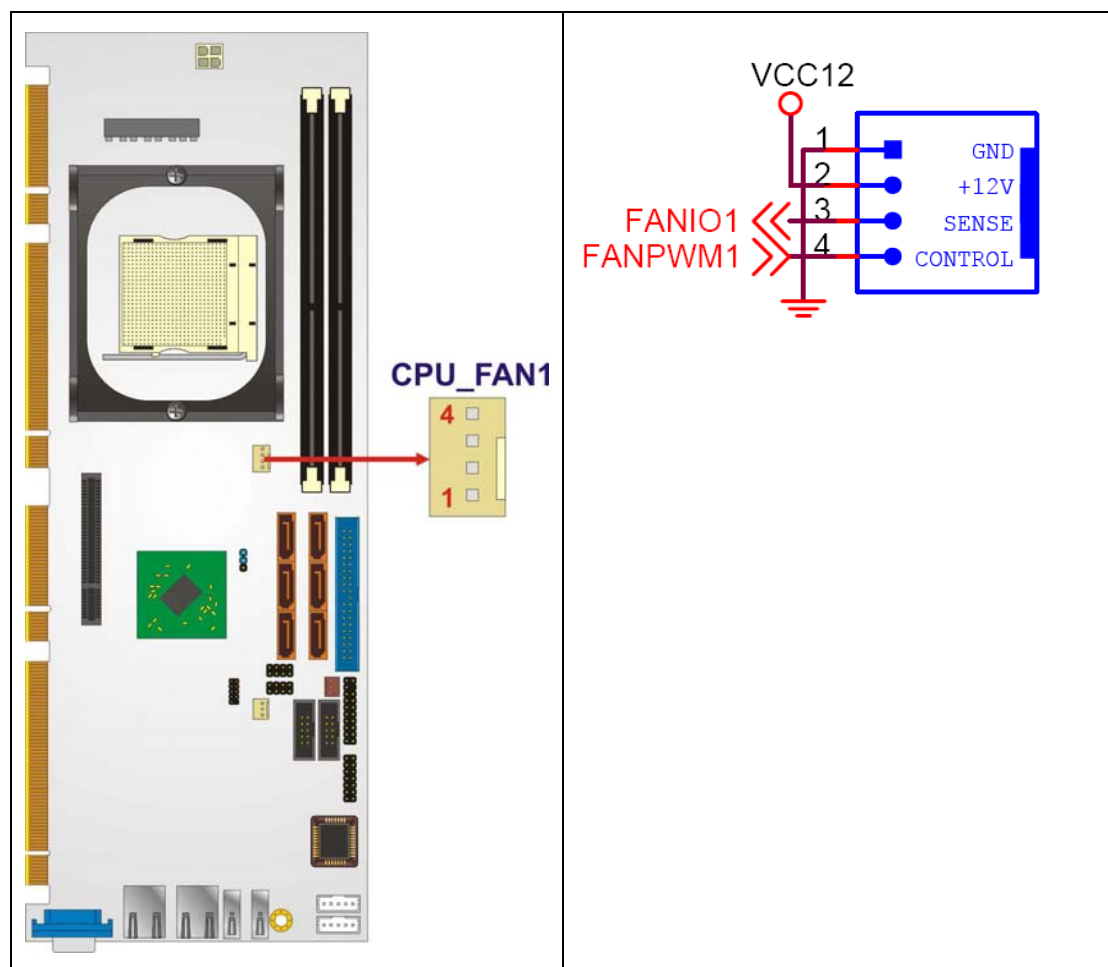 CPU_FAN1
4
1
VCC12
1 GND
2 +12V
FANIO1 3 SENSE
FANPWM1 4 CONTROL